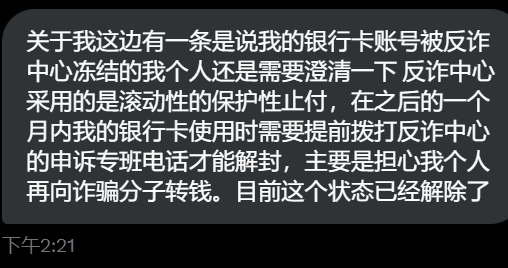 关于我这边有一条是说我的银行卡账号被反诈
中心冻结的我个人还是需要澄清一下 反诈中心
采用的是滚动性的保护性止付，在之后的一个
月内我的银行卡使用时需要提前拨打反诈中心
的申诉专班电话才能解封，主要是担心我个人
再向诈骗分子转钱。目前这个状态已经解除了
下午2:21